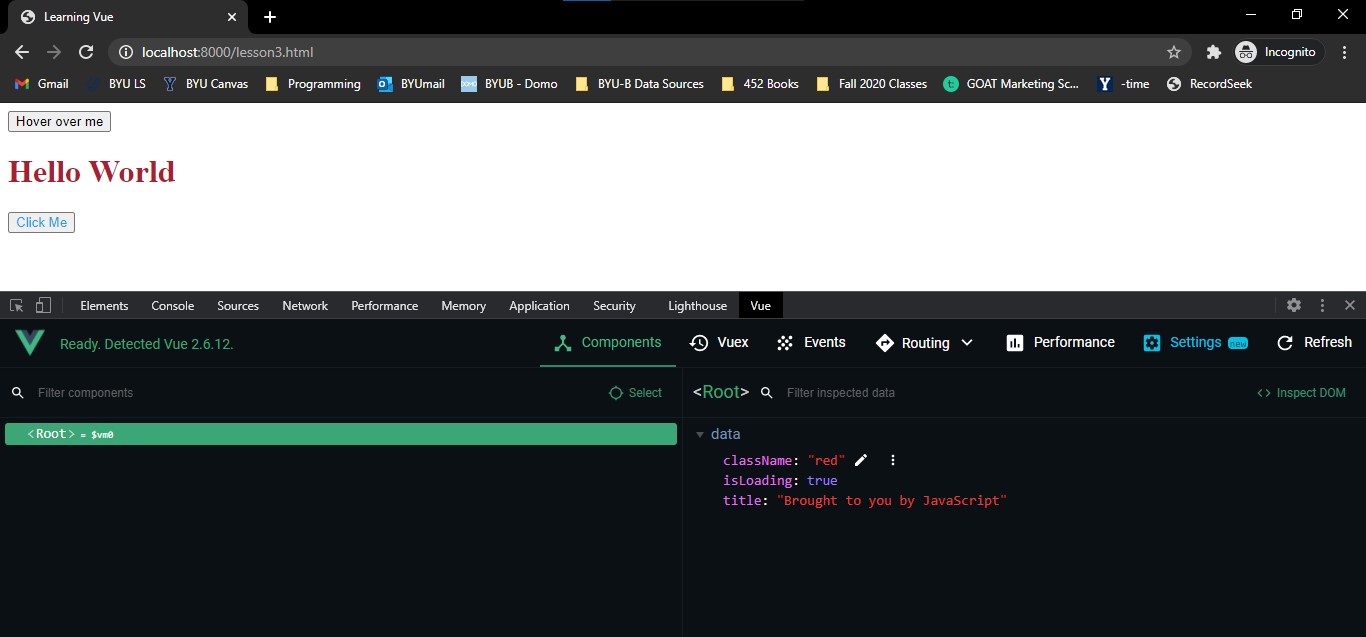 Learning Vue
localhost:8000/lesson3.html
Incognito
Gmail BYU LS BYU Canvas Programming BYUmail BYUB - Domo BYU-B Data Sources 452 Books Fall 2020 Classes GOAT Marketing Sc... Y -time RecordSeek
Hover over me
Hello World
Click Me
Elements Console Sources Network Performance Memory Application Security Lighthouse Vue
Ready. Detected Vue 2.6.12. Components Vuex Events Routing Performance Settings new Refresh
Filter components Select <Root> Filter inspected data <> Inspect DOM
<Root> = $vm0 data
className: "red"
isLoading: true
title: "Brought to you by JavaScript"